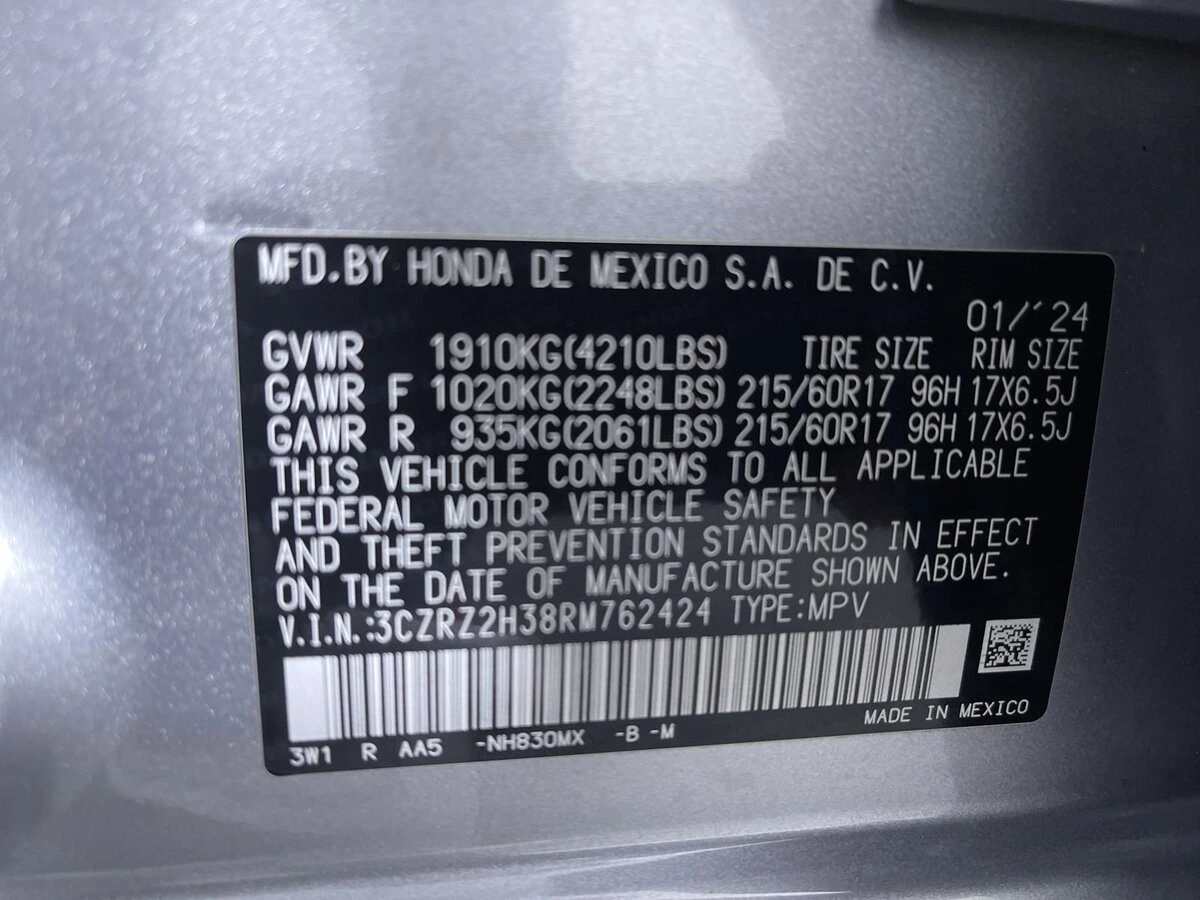 MFD.BY HONDA DE MEXICO S.A. DE C.V.
01/´24
GVWR 1910KG(4210LBS) TIRE SIZE RIM SIZE
GAWR F 1020KG(2248LBS) 215/60R17 96H 17X6.5J
GAWR R 935KG(2061LBS) 215/60R17 96H 17X6.5J
THIS VEHICLE CONFORMS TO ALL APPLICABLE
FEDERAL MOTOR VEHICLE SAFETY
AND THEFT PREVENTION STANDARDS IN EFFECT
ON THE DATE OF MANUFACTURE SHOWN ABOVE.
V.I.N.:3CZRZ2H38RM762424 TYPE:MPV
MADE IN MEXICO
3W1 R AA5 -NH830MX -B -M